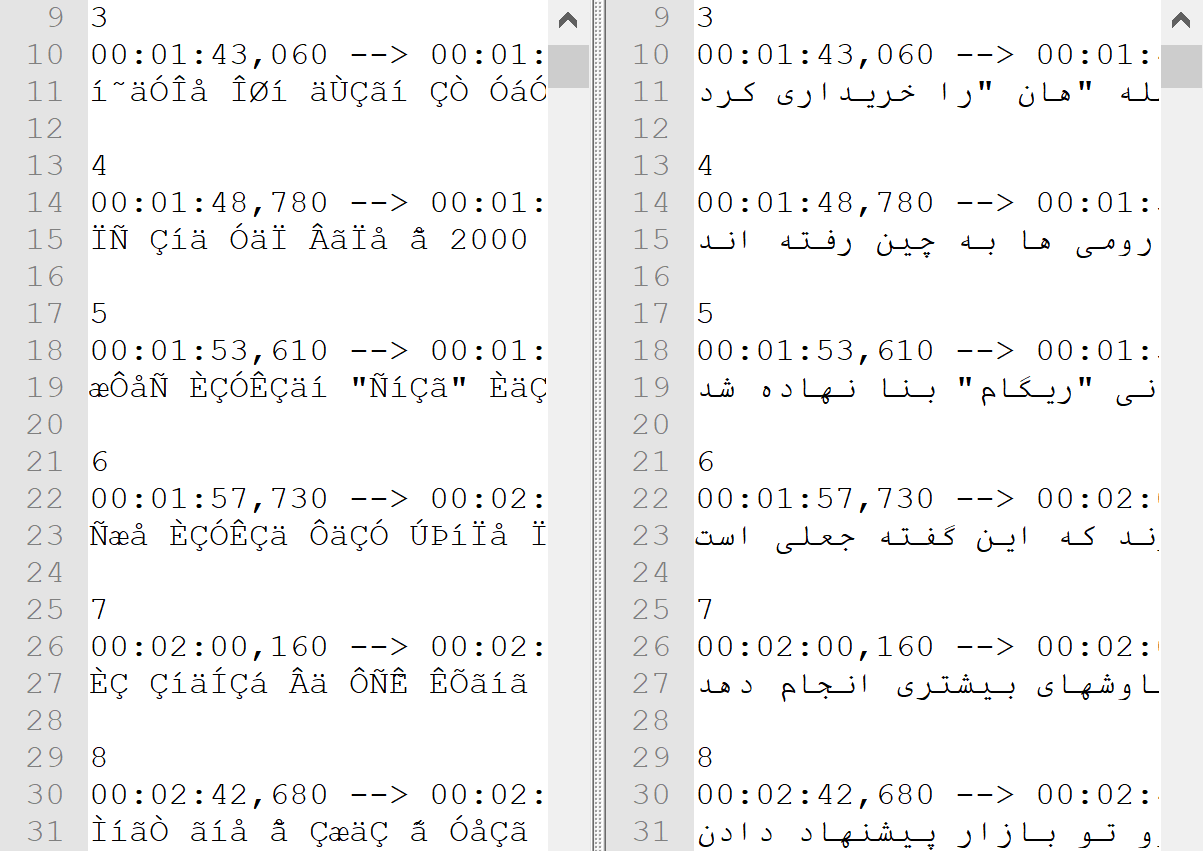 9 3
10 00:01:43,060 --> 00:01:
11 í˜äÓÎå ÎØí äÙÇãí ÇÒ ÓáÓ
12
13 4
14 00:01:48,780 --> 00:01:
15 ÏÑ Çíä ÓäÏ ÂãÏå 2000
16
17 5
18 00:01:53,610 --> 00:01:
19 æÔåÑ ÈÇÓÊÇäí "ÑíÇã" ÈäÇ
20
21 6
22 00:01:57,730 --> 00:02:
23 Ñæå ÈÇÓÊÇä ÔäÇÓ ÚÞíÏå Ï
24
25 7
26 00:02:00,160 --> 00:02:
27 ÈÇ ÇíäÍÇá Âä ÔÑ˜Ê ÊÕãíã
28
29 8
30 00:02:42,680 --> 00:02:
31 ÌíãÒ ãíå ÇæäÇ ÓåÇã
9 3
10 00:01:43,060 --> 00:01:
11 له "هان "را خریداری کرد
12
13 4
14 00:01:48,780 --> 00:01:
15 رومی ها به چین رفته اند
16
17 5
18 00:01:53,610 --> 00:01:
19 نی "ریگام" بنا نهاده شد
20
21 6
22 00:01:57,730 --> 00:02:
23 ند که این گفته جعلی است
24
25 7
26 00:02:00,160 --> 00:02:
27 اوشهای بیشتری انجام دهد
28
29 8
30 00:02:42,680 --> 00:02:
31 و تو بازار پیشنهاد دادن